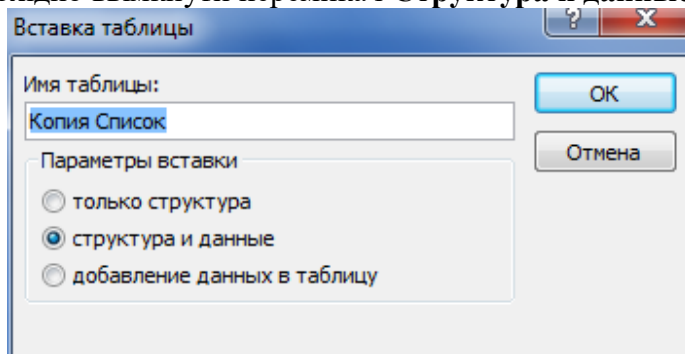 Вставка таблицы
Имя таблицы:
ОК
Копия Список
Отмена
Параметры вставки
только структура
структура и данные
добавление данных в таблицу